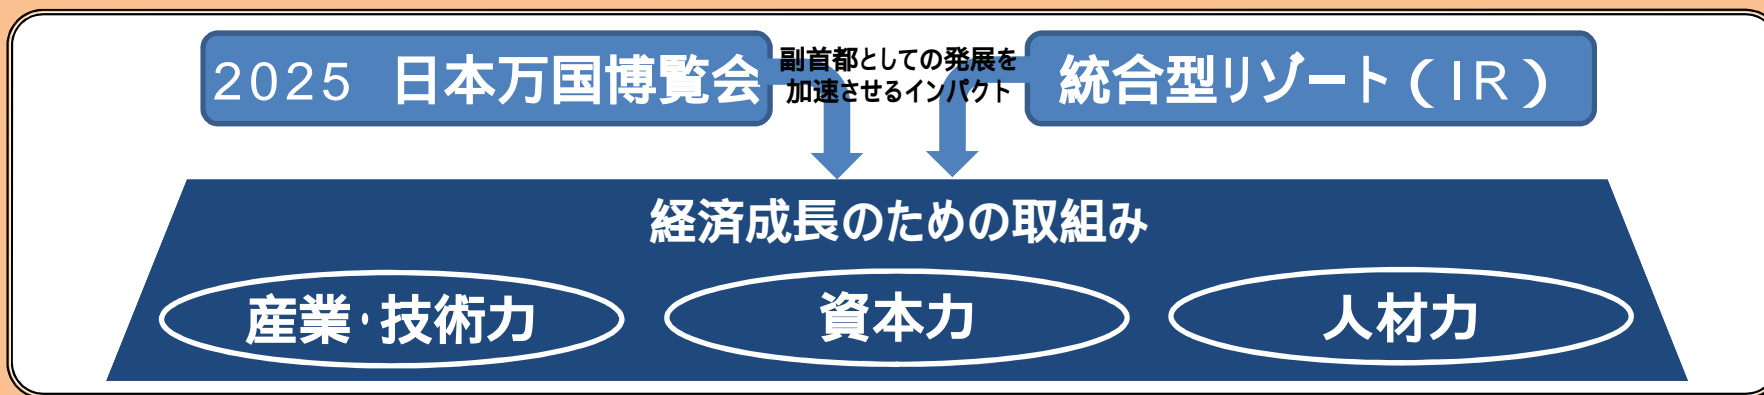 2025 日本万国博覧会
副首都としての発展を
加速させるインパクト
統合型リゾート(IR)
経済成長のための取組み
産業・技術力
資本力
人材力